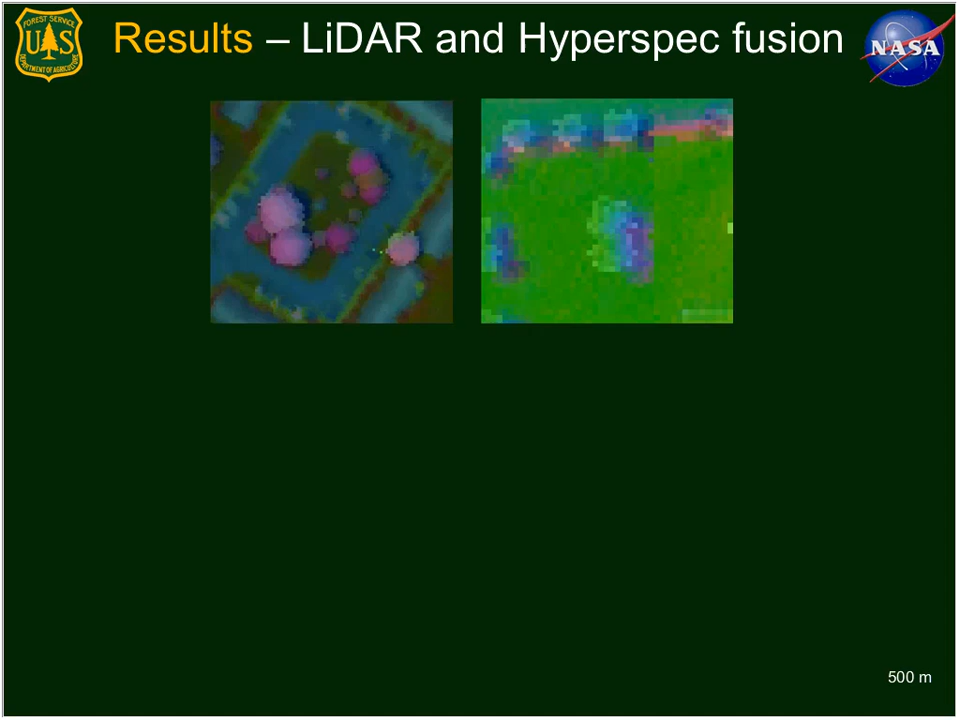 FOREST SERVICE
U S
DEPARTMENT OF AGRICULTURE
Results – LiDAR and Hyperspec fusion
NASA
500 m